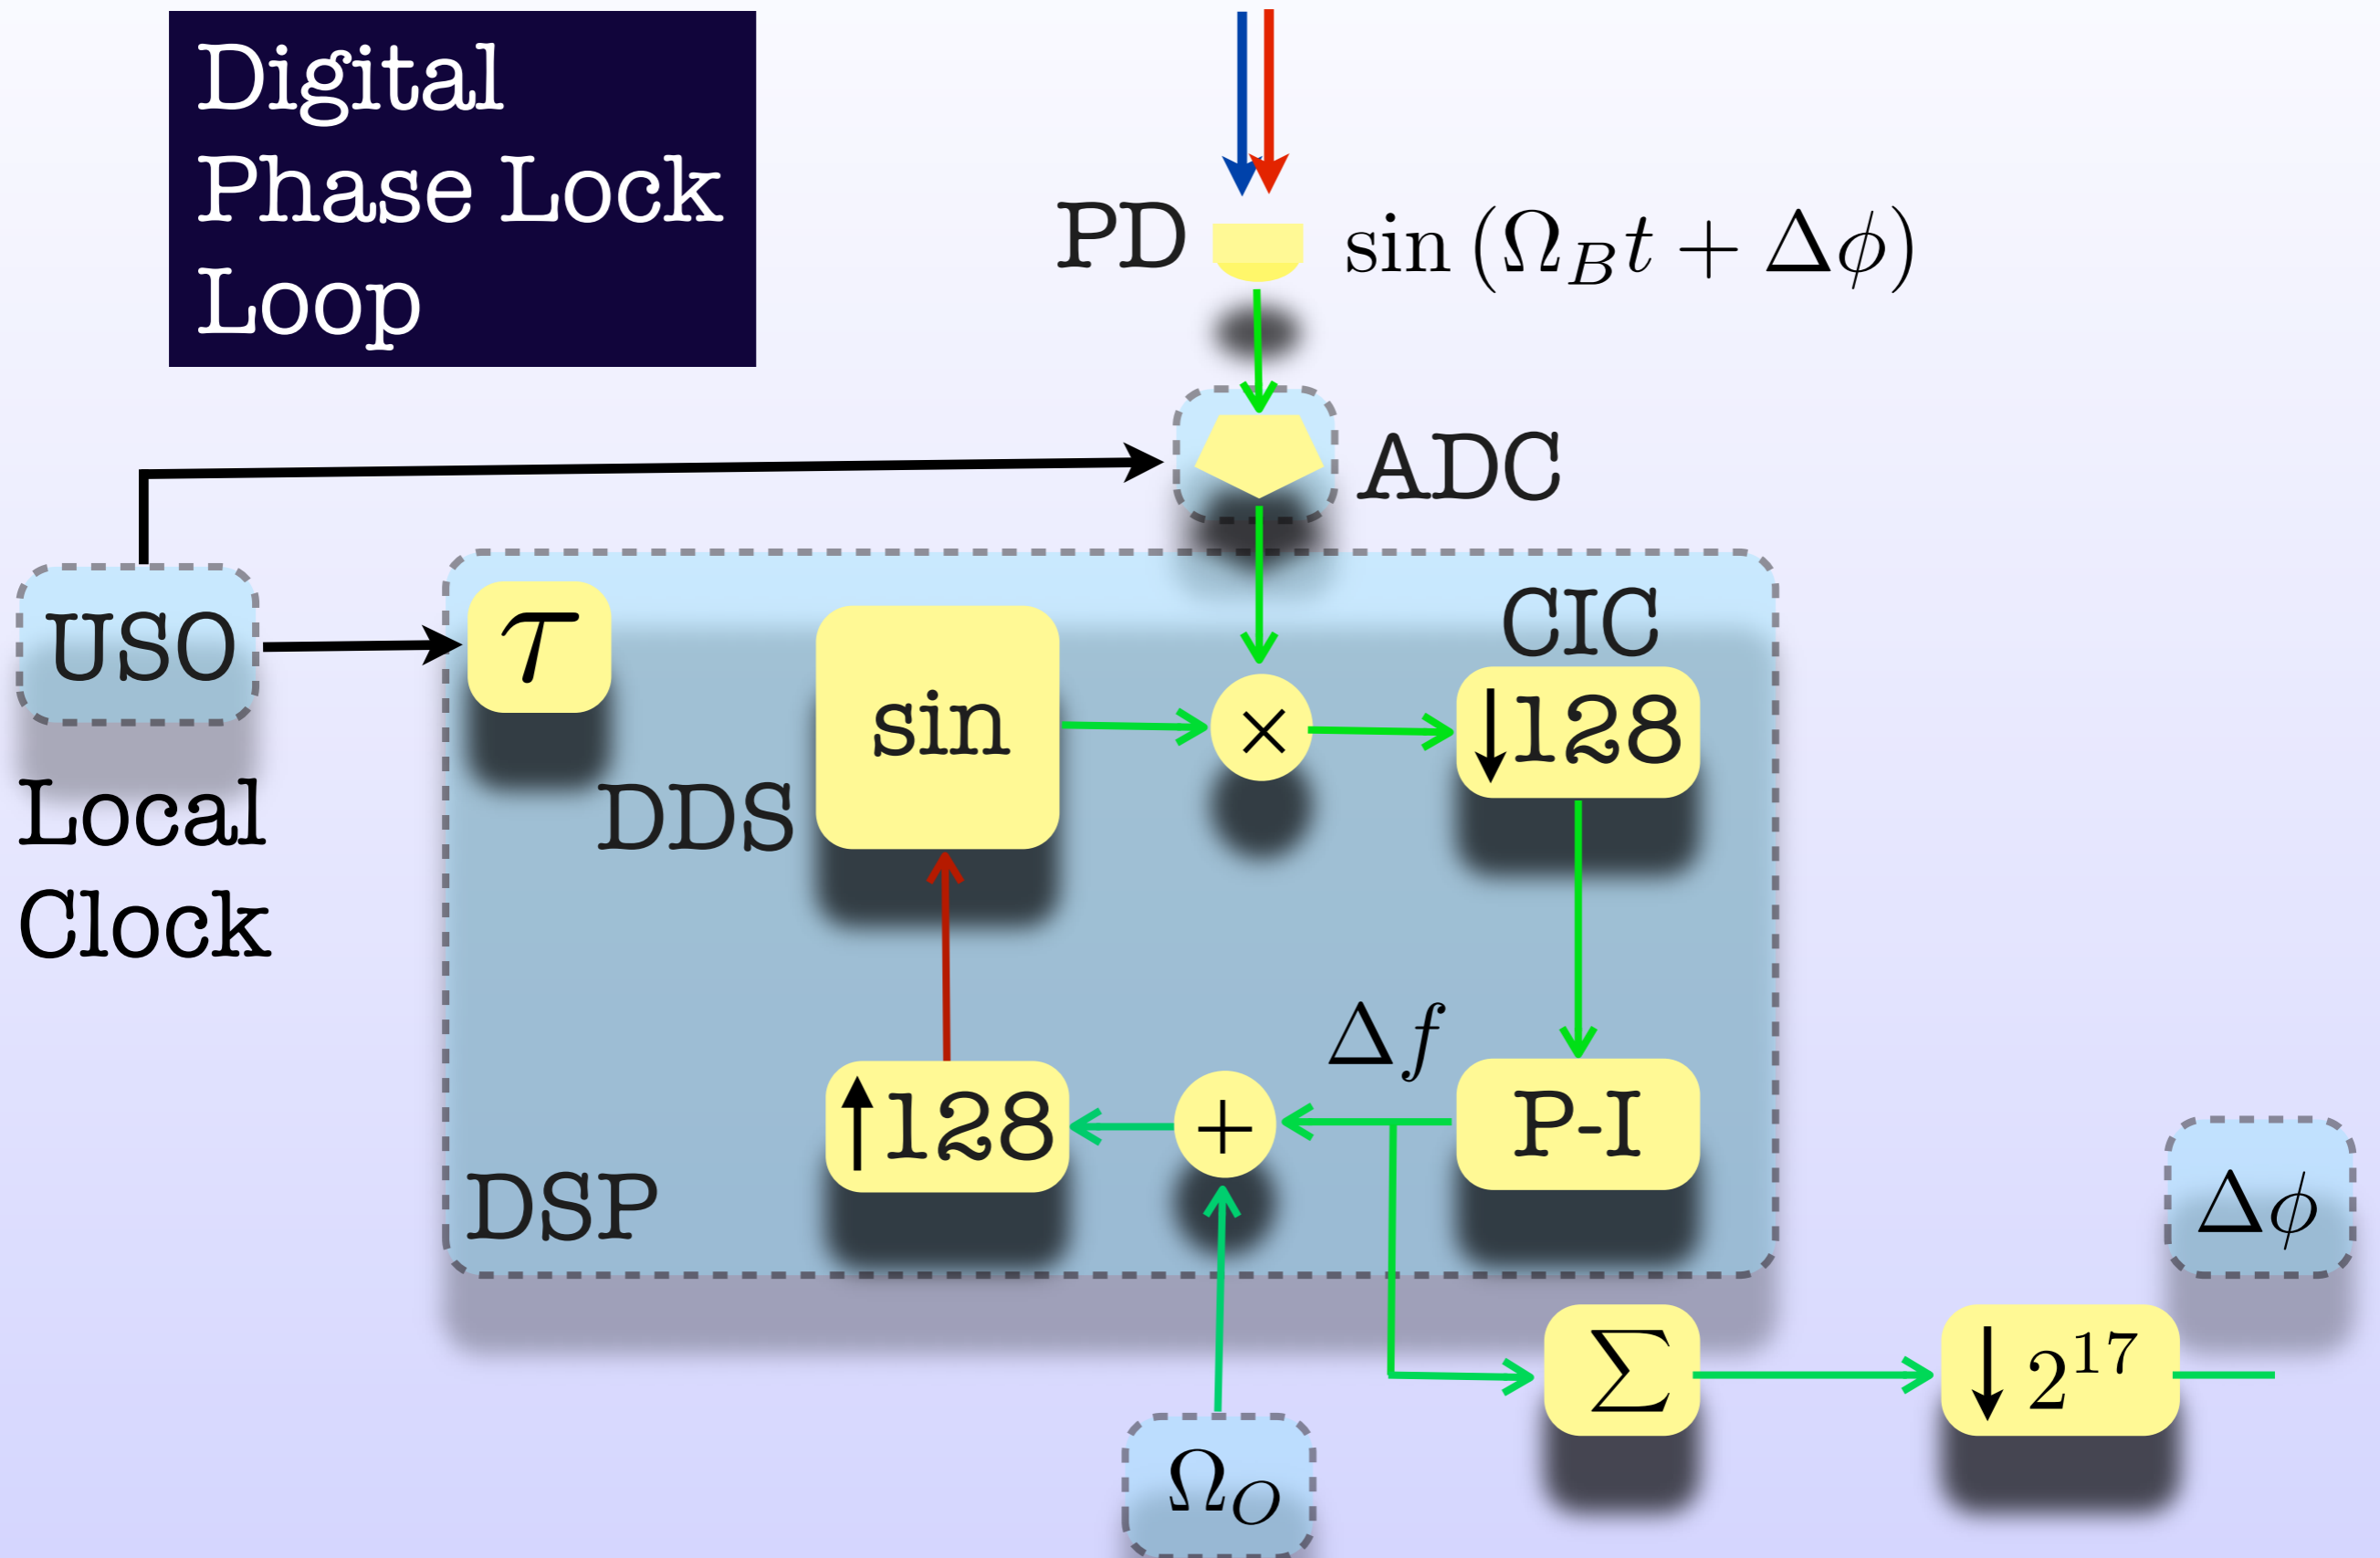 Digital
Phase Lock
Loop
PD
sin (Ω_B t + Δϕ)
ADC
USO
Local
Clock
τ
DDS
sin
×
CIC
↓128
Δf
↑128
+
P-I
DSP
Δϕ
∑
↓ 2^17
Ω_O